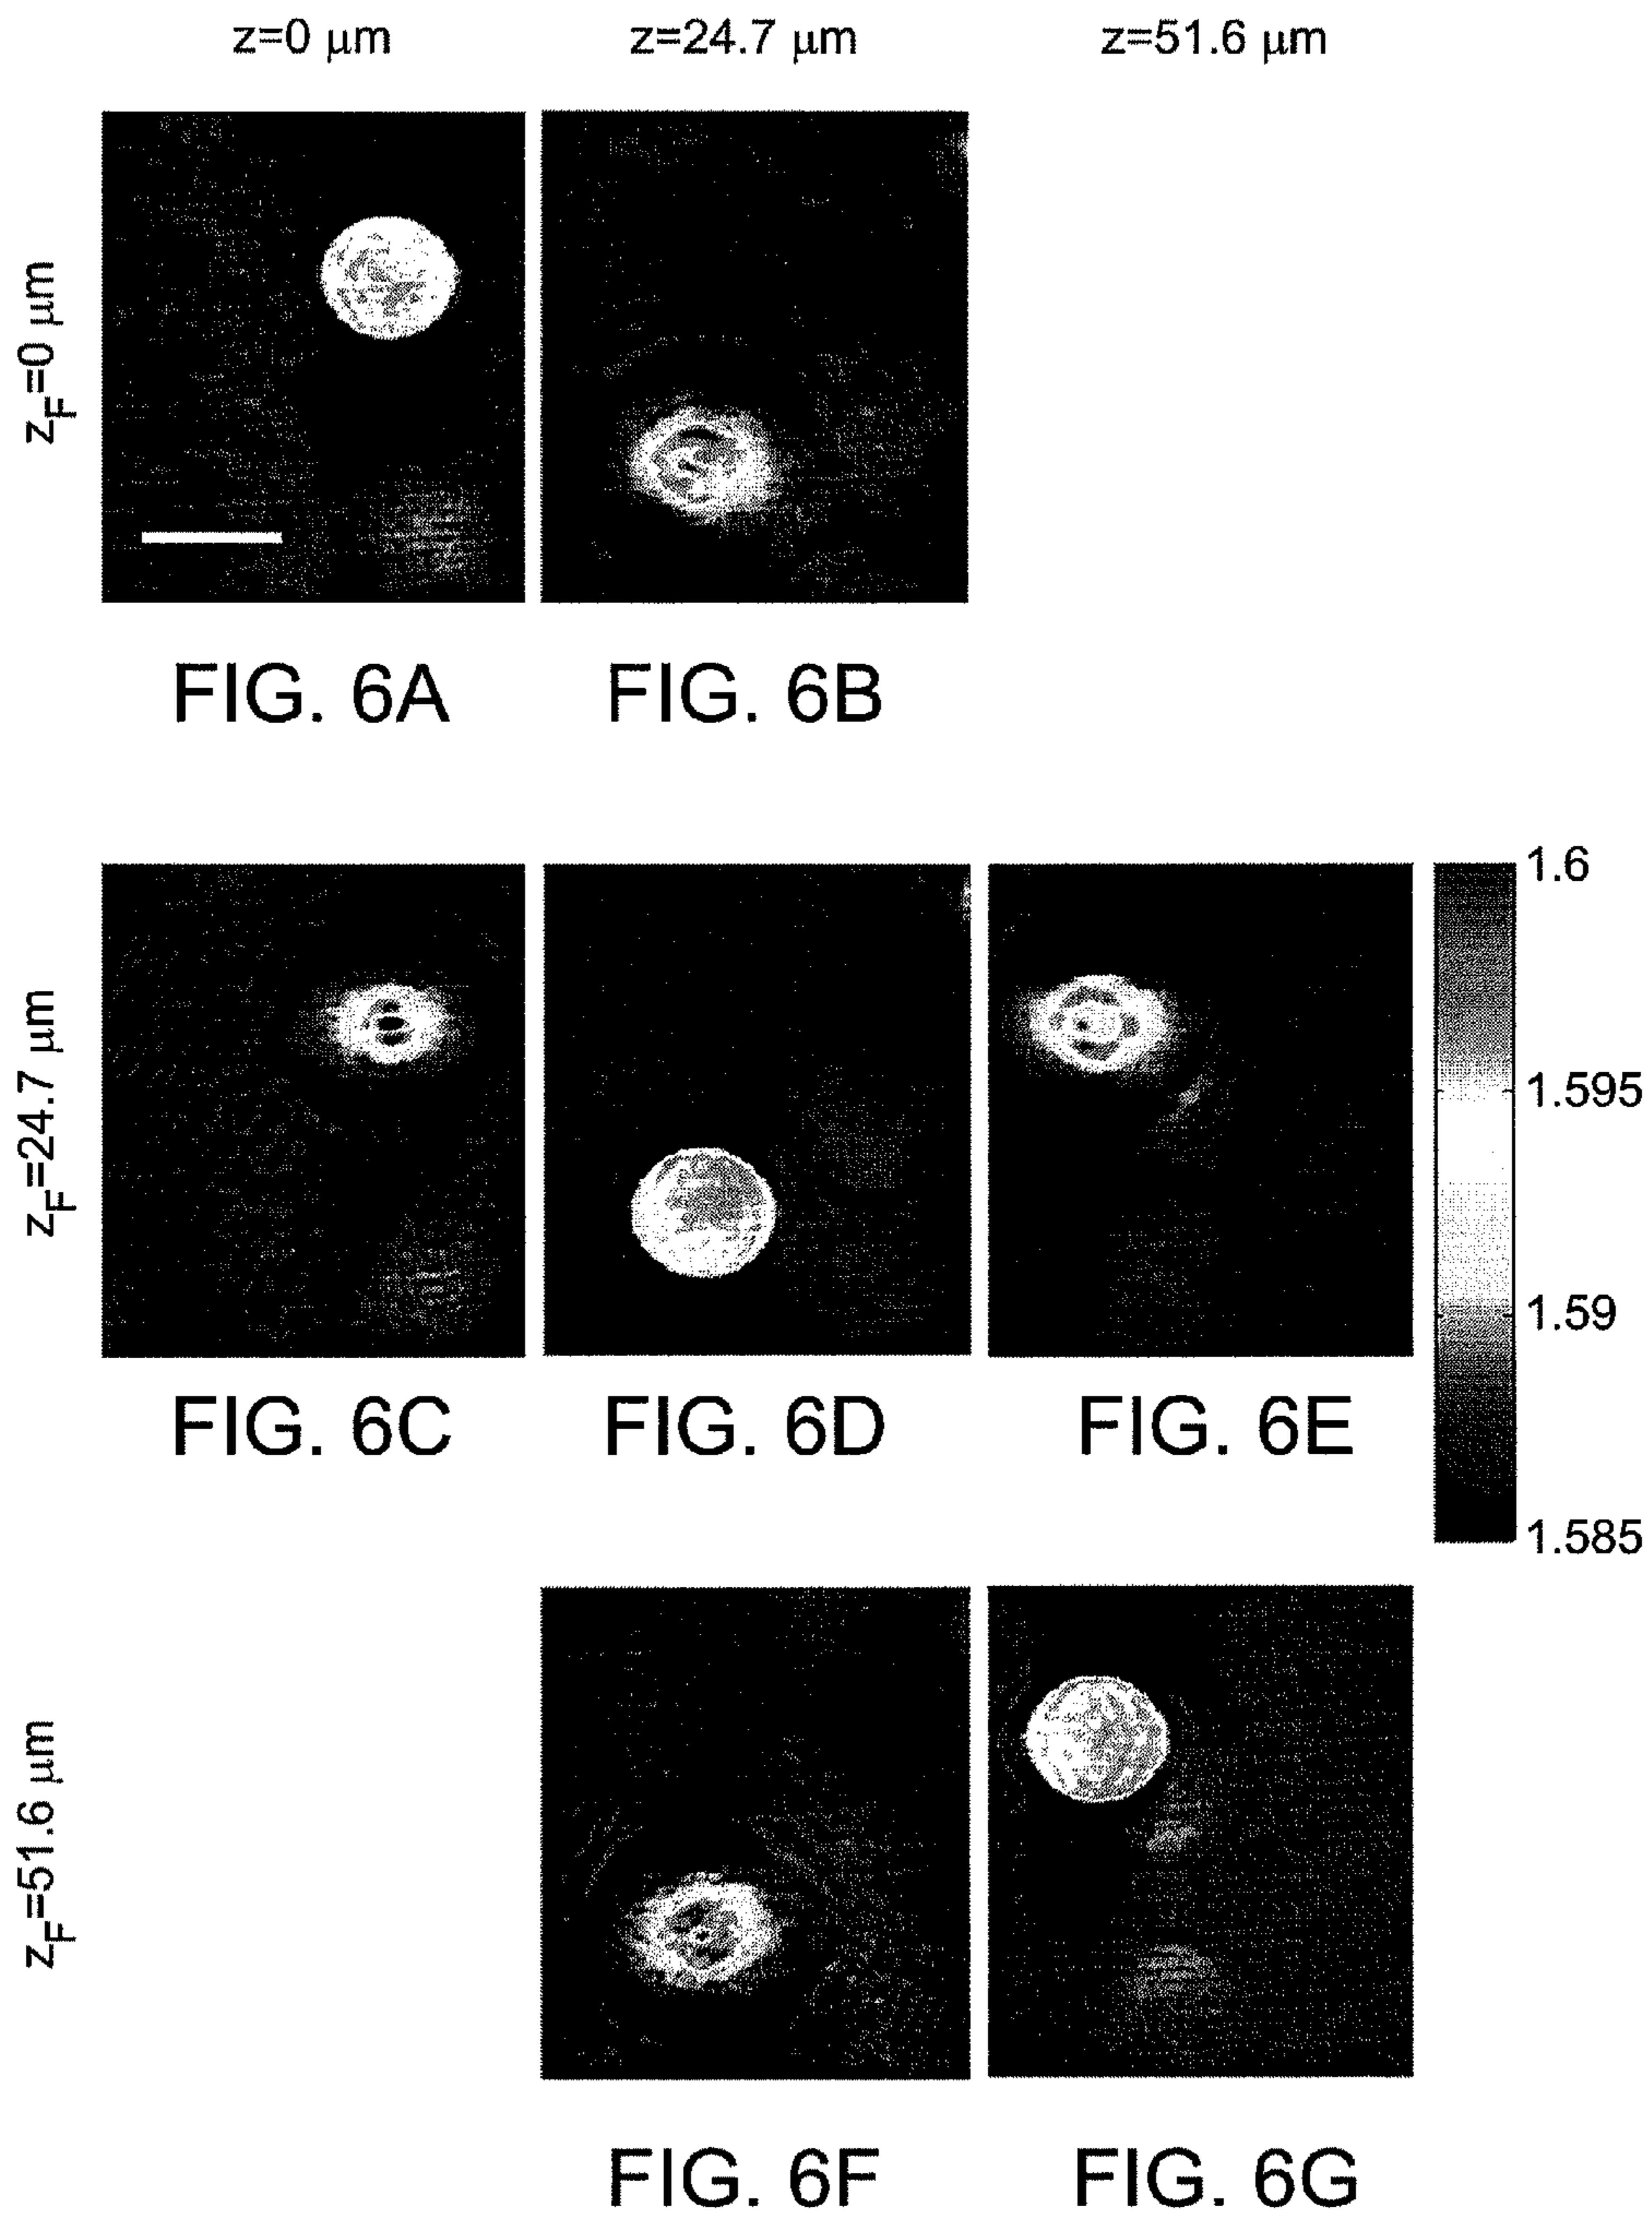 z=0 μm z=24.7 μm z=51.6 μm
z_F=0 μm
FIG. 6A FIG. 6B
z_F=24.7 μm
1.6
1.595
1.59
1.585
FIG. 6C FIG. 6D FIG. 6E
z_F=51.6 μm
FIG. 6F FIG. 6G